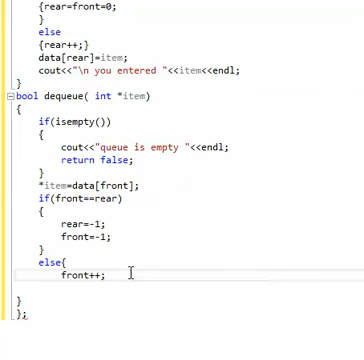 {rear=front=0;
}
else
{rear++;}
data[rear]=item;
cout<<"\n you entered "<<item<<endl;
}
bool dequeue( int *item)
{
if(isempty())
{
cout<<"queue is empty "<<endl;
return false;
}
*item=data[front];
if(front==rear)
{
rear=-1;
front=-1;
}
else{
front++;
}
};